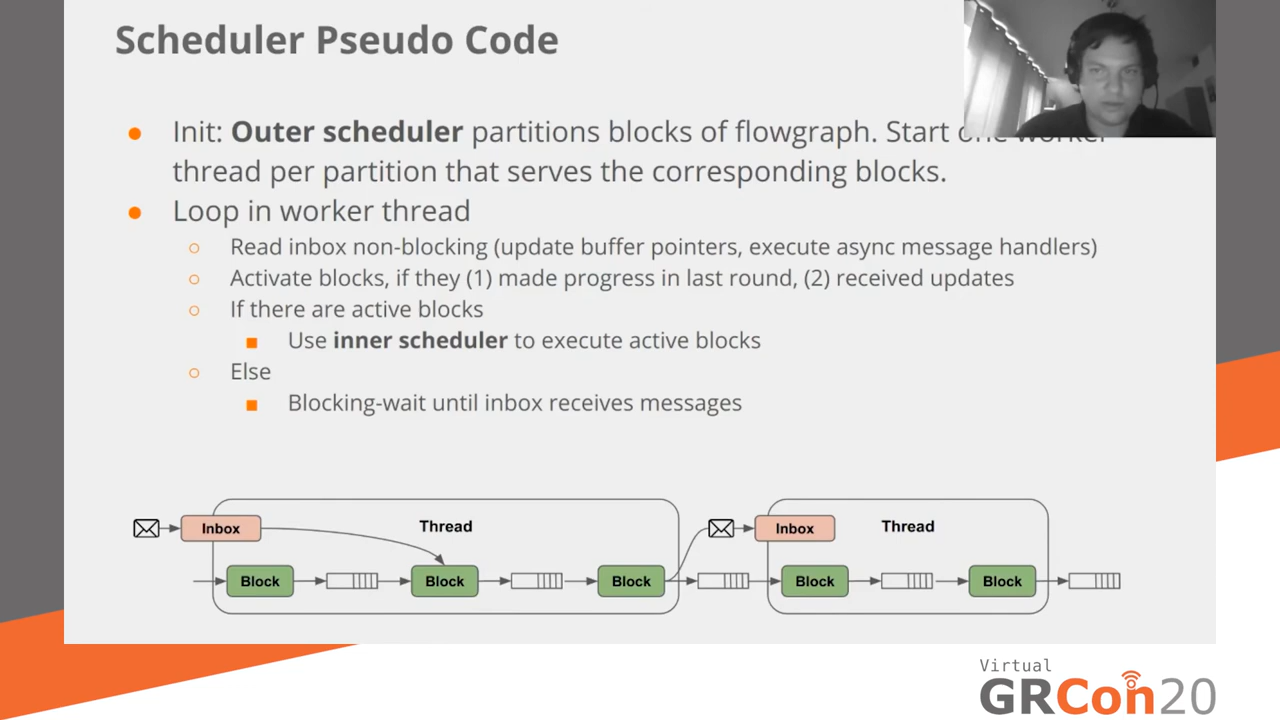 Scheduler Pseudo Code
Init: Outer scheduler partitions blocks of flowgraph. Start one worker
thread per partition that serves the corresponding blocks.
Loop in worker thread
Read inbox non-blocking (update buffer pointers, execute async message handlers)
Activate blocks, if they (1) made progress in last round, (2) received updates
If there are active blocks
Use inner scheduler to execute active blocks
Else
Blocking-wait until inbox receives messages
Inbox
Thread
Inbox
Thread
Block
Block
Block
Block
Block
Virtual
GRCon20